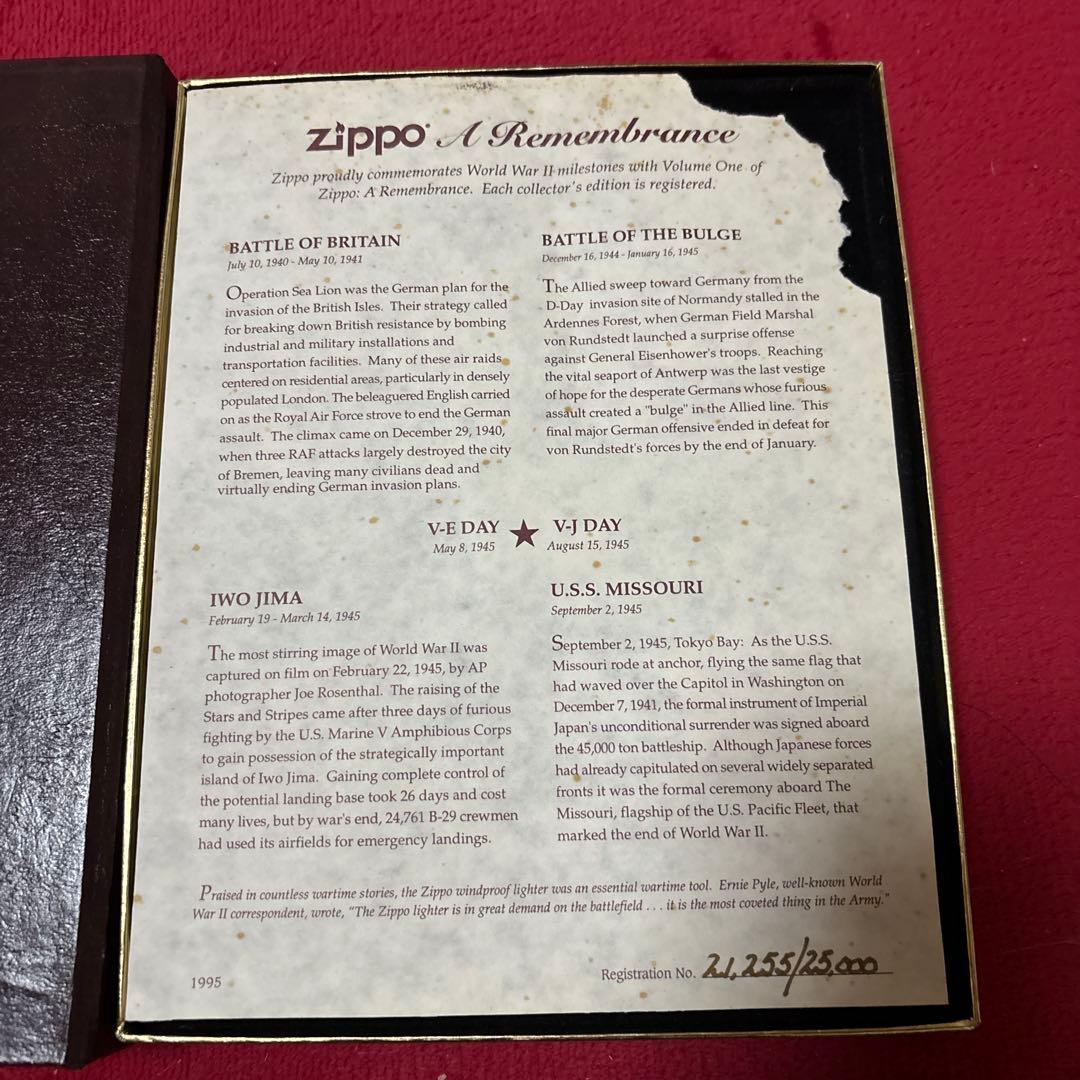 zippo A Remembrance
Zippo proudly commemorates World War II milestones with Volume One of
Zippo: A Remembrance. Each collector's edition is registered.
BATTLE OF BRITAIN
July 10, 1940 - May 10, 1941
Operation Sea Lion was the German plan for the
invasion of the British Isles. Their strategy called
for breaking down British resistance by bombing
industrial and military installations and
transportation facilities. Many of these air raids
centered on residential areas, particularly in densely
populated London. The beleaguered English carried
on as the Royal Air Force strove to end the German
assault. The climax came on December 29, 1940,
when three RAF attacks largely destroyed the city
of Bremen, leaving many civilians dead and
virtually ending German invasion plans.
BATTLE OF THE BULGE
December 16, 1944 - January 16, 1945
The Allied sweep toward Germany from the
D-Day invasion site of Normandy stalled in the
Ardennes Forest, when German Field Marshal
von Rundstedt launched a surprise offense
against General Eisenhower's troops. Reaching
the vital seaport of Antwerp was the last vestige
of hope for the desperate Germans whose furious
assault created a "bulge" in the Allied line. This
final major German offensive ended in defeat for
von Rundstedt's forces by the end of January.
V-E DAY ★ V-J DAY
May 8, 1945 August 15, 1945
IWO JIMA
February 19 - March 14, 1945
The most stirring image of World War II was
captured on film on February 22, 1945, by AP
photographer Joe Rosenthal. The raising of the
Stars and Stripes came after three days of furious
fighting by the U.S. Marine V Amphibious Corps
to gain possession of the strategically important
island of Iwo Jima. Gaining complete control of
the potential landing base took 26 days and cost
many lives, but by war's end, 24,761 B-29 crewmen
had used its airfields for emergency landings.
U.S.S. MISSOURI
September 2, 1945
September 2, 1945, Tokyo Bay: As the U.S.S.
Missouri rode at anchor, flying the same flag that
had waved over the Capitol in Washington on
December 7, 1941, the formal instrument of Imperial
Japan's unconditional surrender was signed aboard
the 45,000 ton battleship. Although Japanese forces
had already capitulated on several widely separated
fronts it was the formal ceremony aboard The
Missouri, flagship of the U.S. Pacific Fleet, that
marked the end of World War II.
Praised in countless wartime stories, the Zippo windproof lighter was an essential wartime tool. Ernie Pyle, well-known World
War II correspondent, wrote, "The Zippo lighter is in great demand on the battlefield . . . it is the most coveted thing in the Army."
1995
Registration No. 21,255/25,000